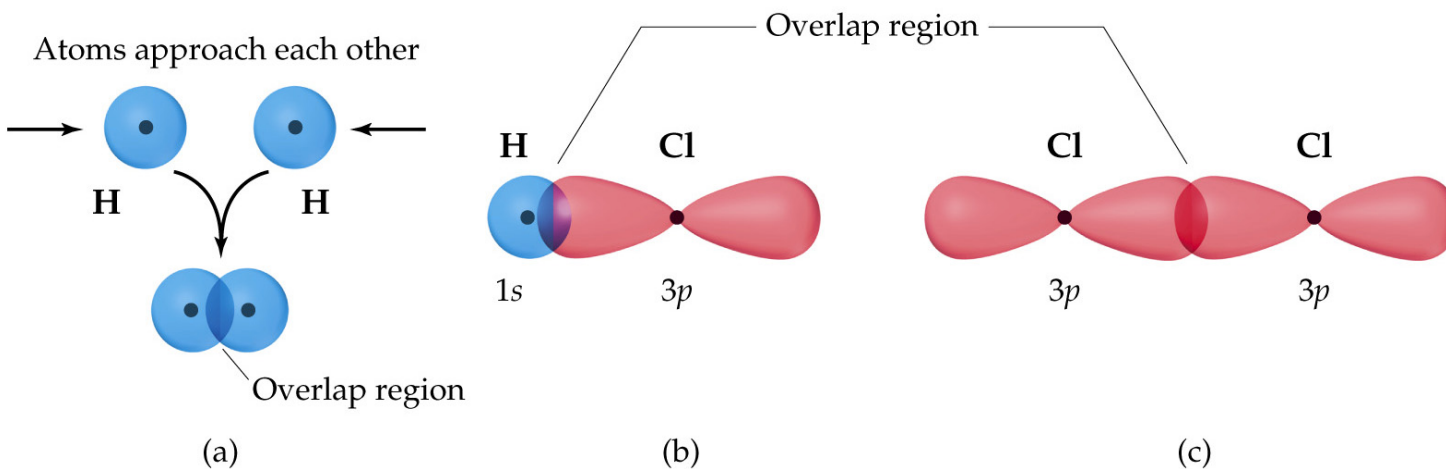 Atoms approach each other
H
H
Overlap region
(a)
Overlap region
H
Cl
1s
3p
(b)
Cl
Cl
3p
3p
(c)